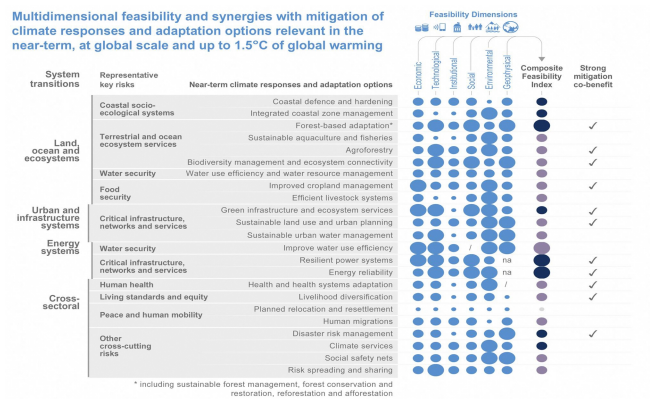 Multidimensional feasibility and synergies with mitigation of
climate responses and adaptation options relevant in the
near-term, at global scale and up to 1.5°C of global warming
Feasibility Dimensions
System
transitions
Representative
key risks
Near-term climate responses and adaptation options
Economic
Technological
Institutional
Social
Environmental
Geophysical
Composite
Feasibility
Index
Strong
mitigation
co-benefit
Land,
ocean and
ecosystems
Coastal socio-
ecological systems
Coastal defence and hardening
Integrated coastal zone management
Terrestrial and ocean
ecosystem services
Forest-based adaptation*
Sustainable aquaculture and fisheries
Agroforestry
Biodiversity management and ecosystem connectivity
Water security
Water use efficiency and water resource management
Food
security
Improved cropland management
Efficient livestock systems
Urban and
infrastructure
systems
Critical infrastructure,
networks and services
Green infrastructure and ecosystem services
Sustainable land use and urban planning
Sustainable urban water management
Energy
systems
Water security
Improve water use efficiency
/
Critical infrastructure,
networks and services
Resilient power systems
na
Energy reliability
na
Cross-
sectoral
Human health
Health and health systems adaptation
/
Living standards and equity
Livelihood diversification
Peace and human mobility
Planned relocation and resettlement
Human migrations
Other
cross-cutting
risks
Disaster risk management
Climate services
Social safety nets
Risk spreading and sharing
* including sustainable forest management, forest conservation and
restoration, reforestation and afforestation